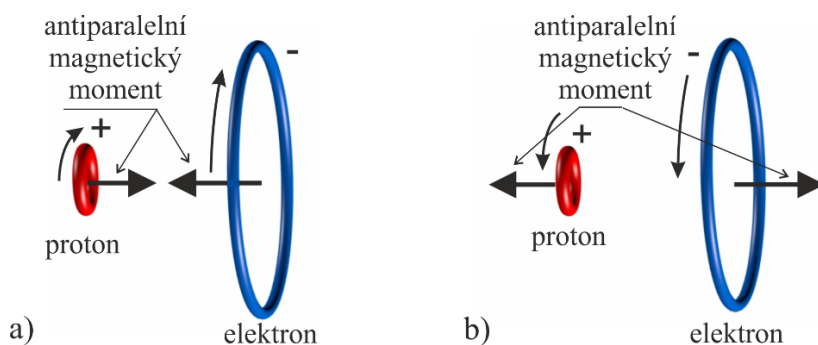 antiparalelní
magnetický
moment
-
+
proton
elektron
a)
antiparalelní
magnetický
moment
-
+
proton
elektron
b)